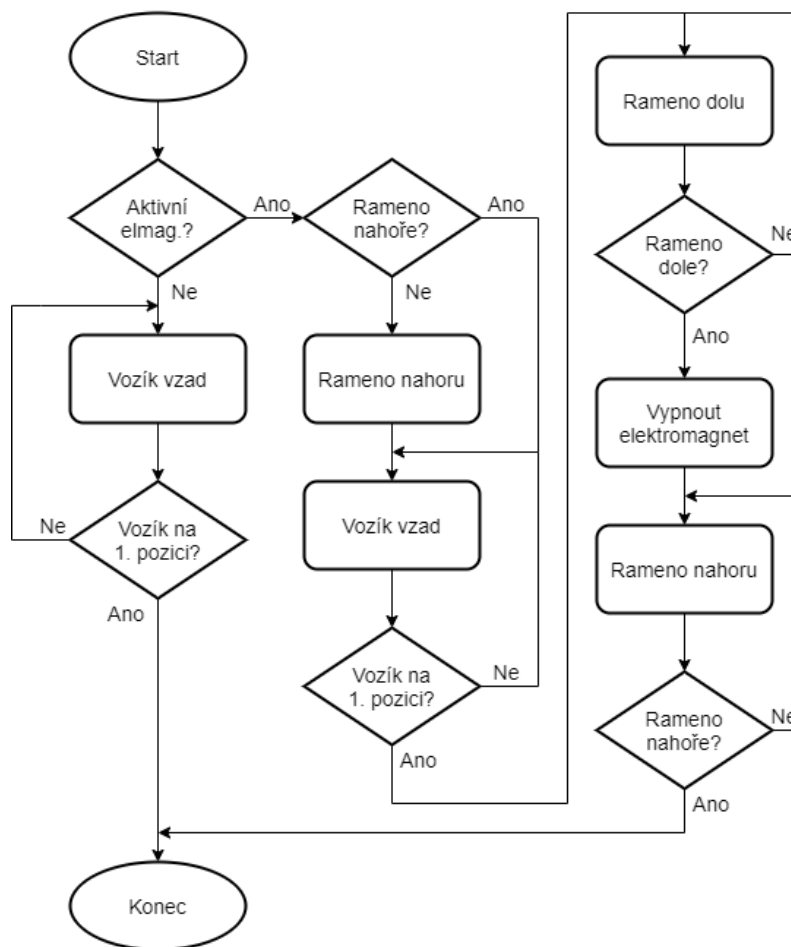 Start
Aktivní
elmag.?
Ano
Ne
Vozík vzad
Vozík na
1. pozici?
Ne
Ano
Rameno
nahoře?
Ano
Ne
Rameno nahoru
Vozík vzad
Vozík na
1. pozici?
Ne
Ano
Rameno dolu
Rameno
dole?
Ne
Ano
Vypnout
elektromagnet
Rameno nahoru
Rameno
nahoře?
Ne
Ano
Konec